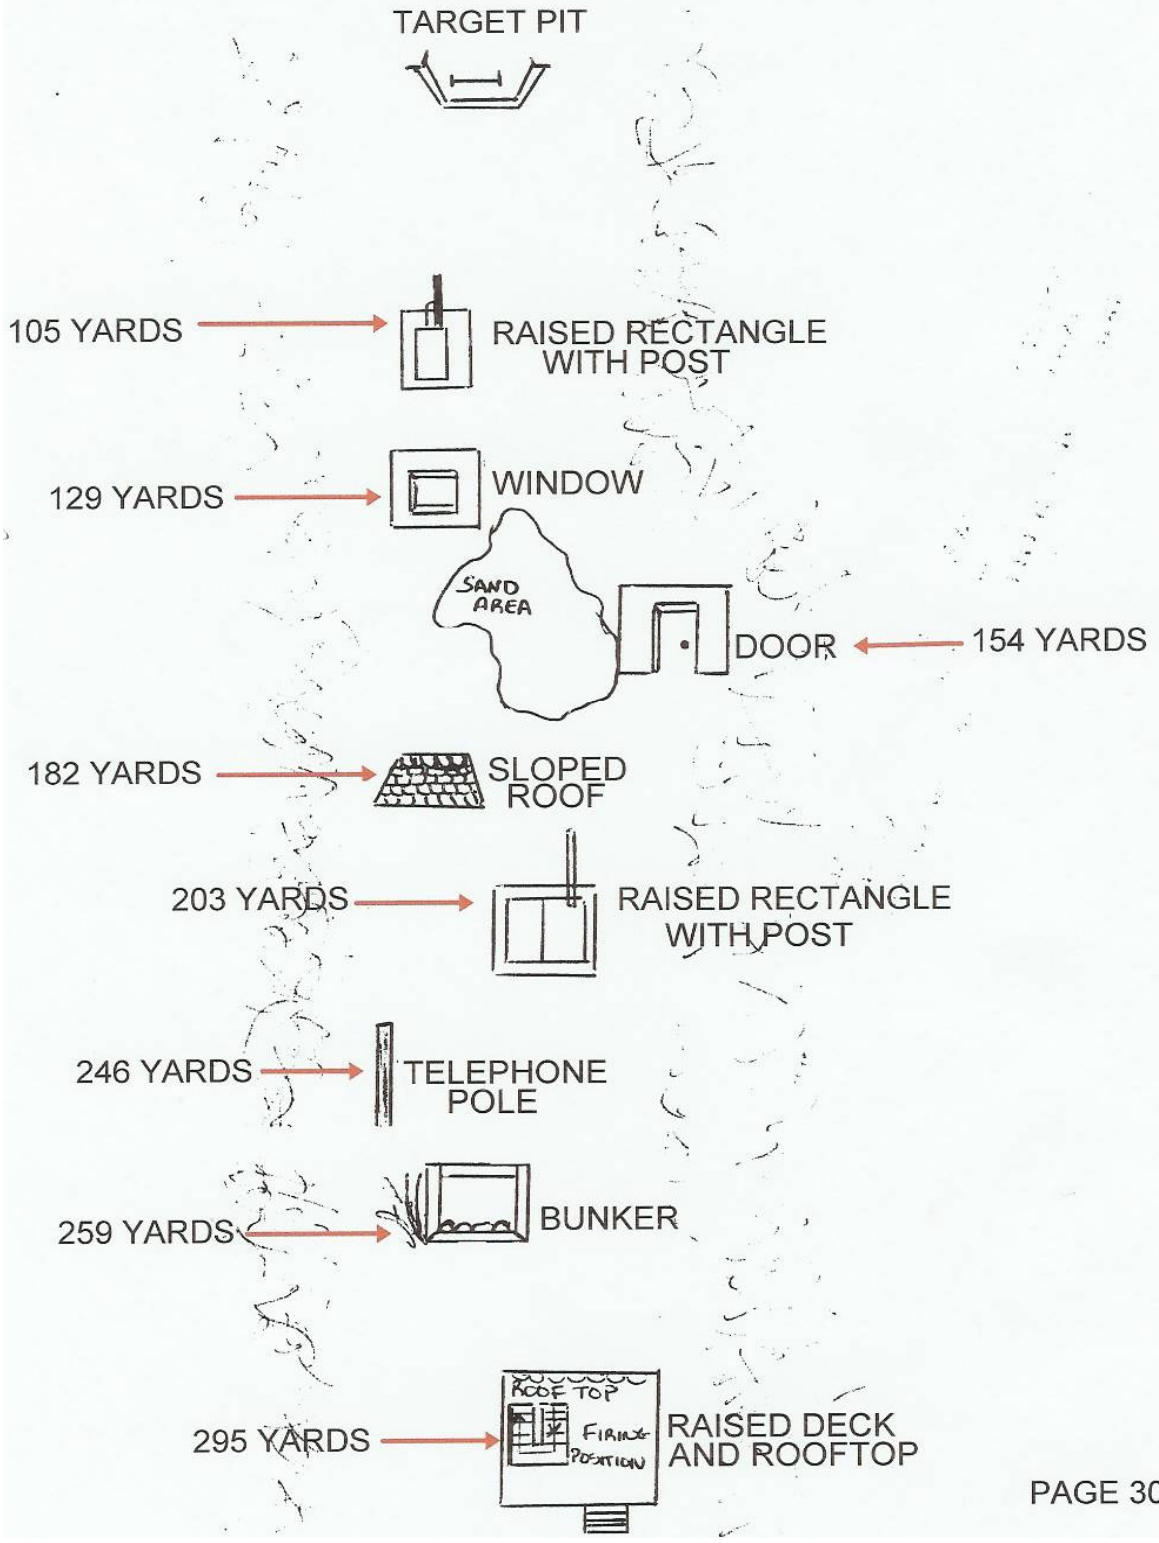 TARGET PIT
105 YARDS
RAISED RECTANGLE
WITH POST
129 YARDS
WINDOW
SAND
AREA
DOOR
154 YARDS
182 YARDS
SLOPED
ROOF
203 YARDS
RAISED RECTANGLE
WITH POST
246 YARDS
TELEPHONE
POLE
259 YARDS
BUNKER
ROOF TOP
FIRING
POSITION
295 YARDS
RAISED DECK
AND ROOFTOP
PAGE 30